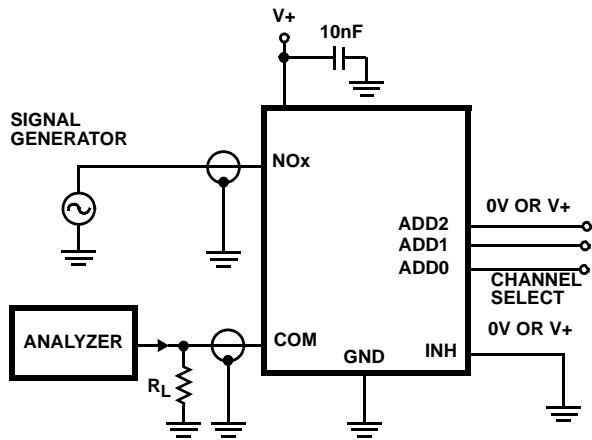 V+
10nF
SIGNAL
GENERATOR
NOx
ADD2
0V OR V+
ADD1
ADD0
CHANNEL
SELECT
0V OR V+
ANALYZER
COM
GND
INH
RL